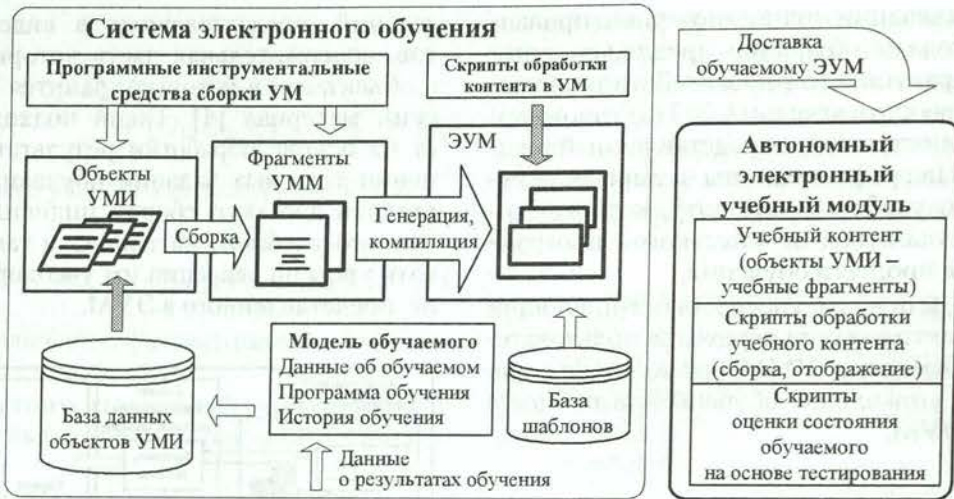 Система электронного обучения
Программные инструментальные
средства сборки УМ
Скрипты обработки
контента в УМ
Доставка
обучаемому ЭУМ
Объекты
УМИ
Сборка
Фрагменты
УММ
Генерация,
компиляция
ЭУМ
База данных
объектов УМИ
Модель обучаемого
Данные об обучаемом
Программа обучения
История обучения
База
шаблонов
Данные
о результатах обучения
Автономный
электронный
учебный модуль
Учебный контент
(объекты УМИ –
учебные фрагменты)
Скрипты обработки
учебного контента
(сборка, отображение)
Скрипты
оценки состояния
обучаемого
на основе тестирования